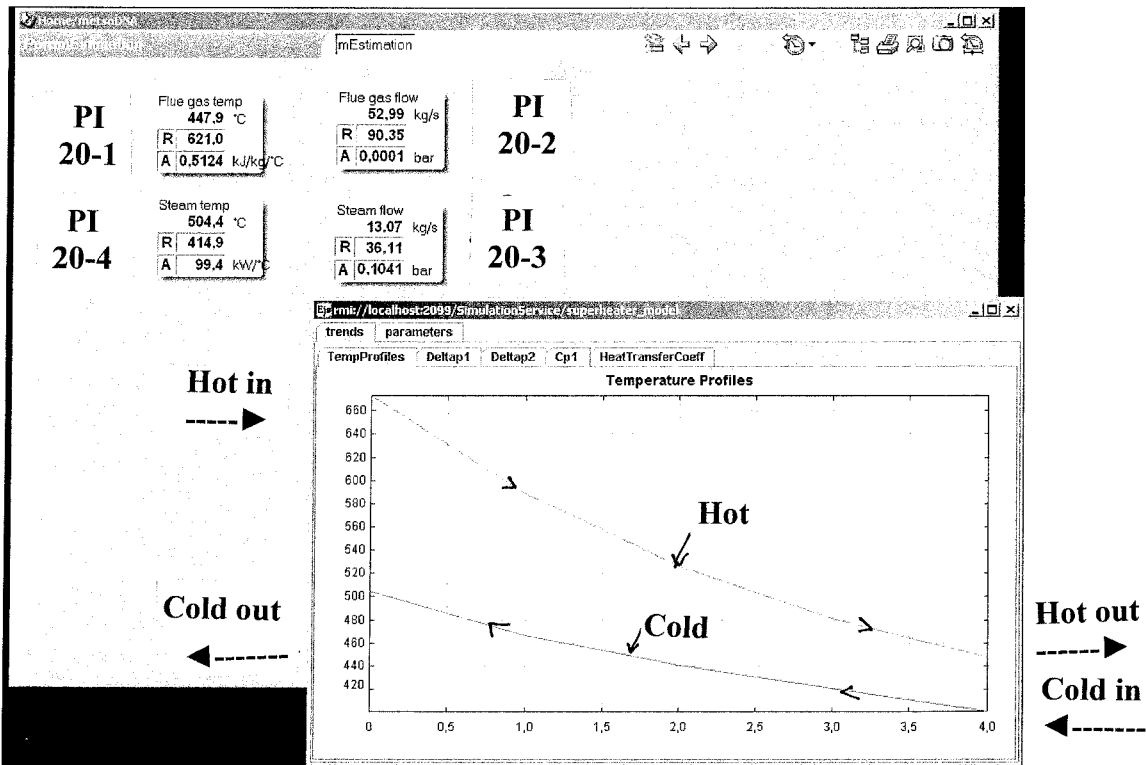 Home/metsoDNA
mEstimation
PI
20-1
Flue gas temp
447,9 °C
R 621,0
A 0,5124 kJ/kg/°C
Flue gas flow
52,99 kg/s
R 90,35
A 0,0001 bar
PI
20-2
PI
20-4
Steam temp
504,4 °C
R 414,9
A 99,4 kW/°C
Steam flow
13,07 kg/s
R 36,11
A 0,1041 bar
PI
20-3
rmi://localhost:2099/SimulationService/superheater_model
trends parameters
TempProfiles Deltap1 Deltap2 Cp1 HeatTransferCoeff
Temperature Profiles
Hot in
660
640
620
600
580
560
540
520
500
480
460
440
420
Hot
Cold
Cold out
Hot out
Cold in
0 0,5 1,0 1,5 2,0 2,5 3,0 3,5 4,0